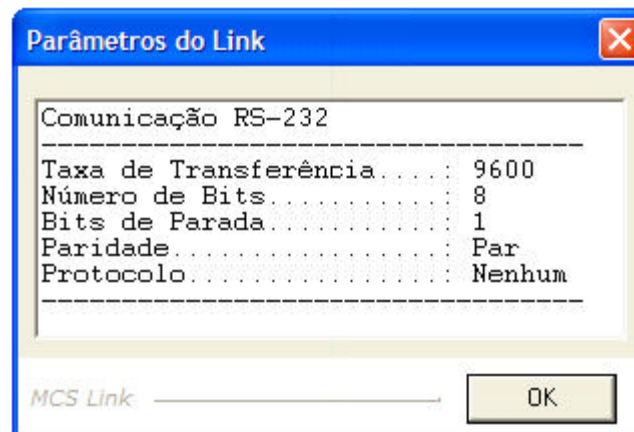 Parâmetros do Link
Comunicação RS-232
----------------------------------
Taxa de Transferência....: 9600
Número de Bits...........: 8
Bits de Parada...........: 1
Paridade.................: Par
Protocolo................: Nenhum
----------------------------------
MCS Link
OK